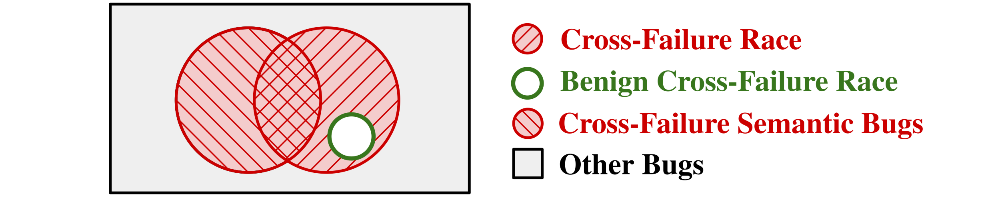 Cross-Failure Race
Benign Cross-Failure Race
Cross-Failure Semantic Bugs
Other Bugs